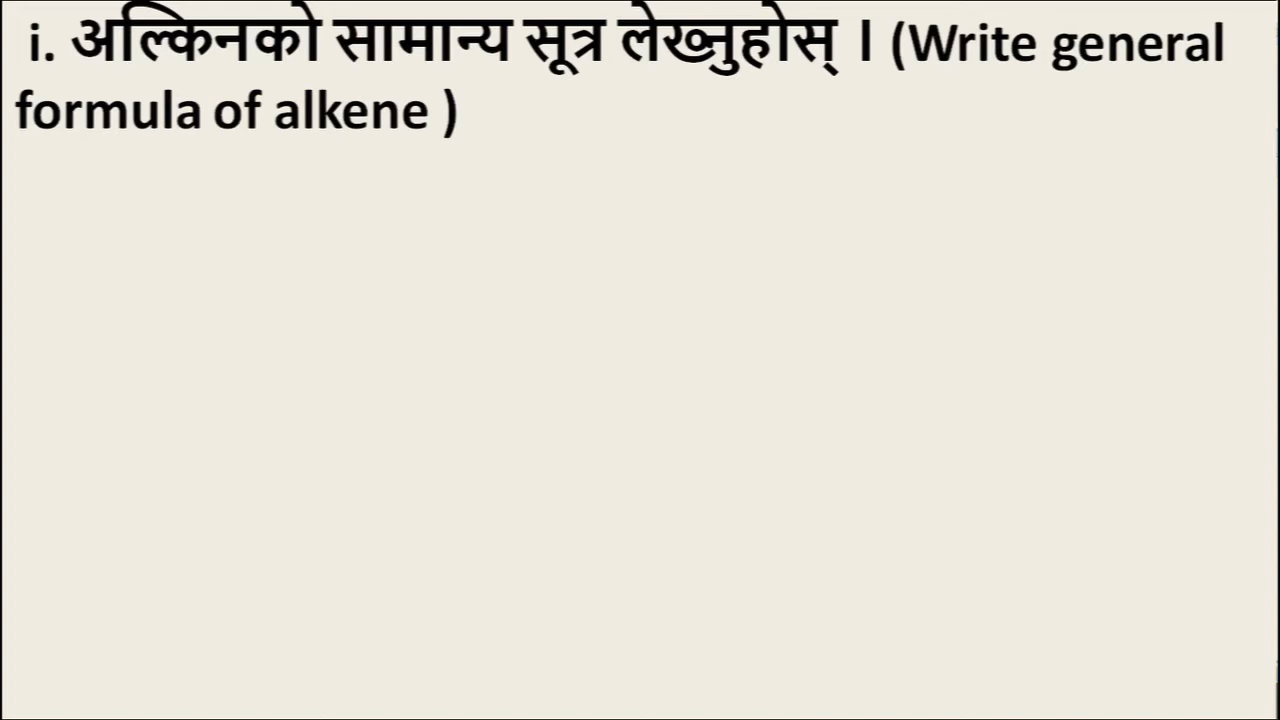 i. अल्किनको सामान्य सूत्र लेख्नुहोस् । (Write general
formula of alkene )